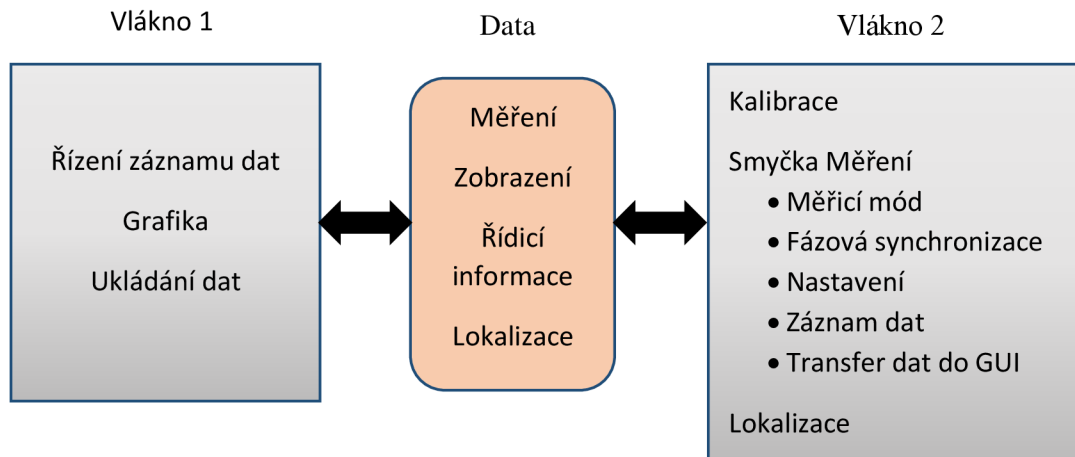 Vlákno 1
Řízení záznamu dat
Grafika
Ukládání dat
Data
Měření
Zobrazení
Řídicí
informace
Lokalizace
Vlákno 2
Kalibrace
Smyčka Měření
• Měřicí mód
• Fázová synchronizace
• Nastavení
• Záznam dat
• Transfer dat do GUI
Lokalizace